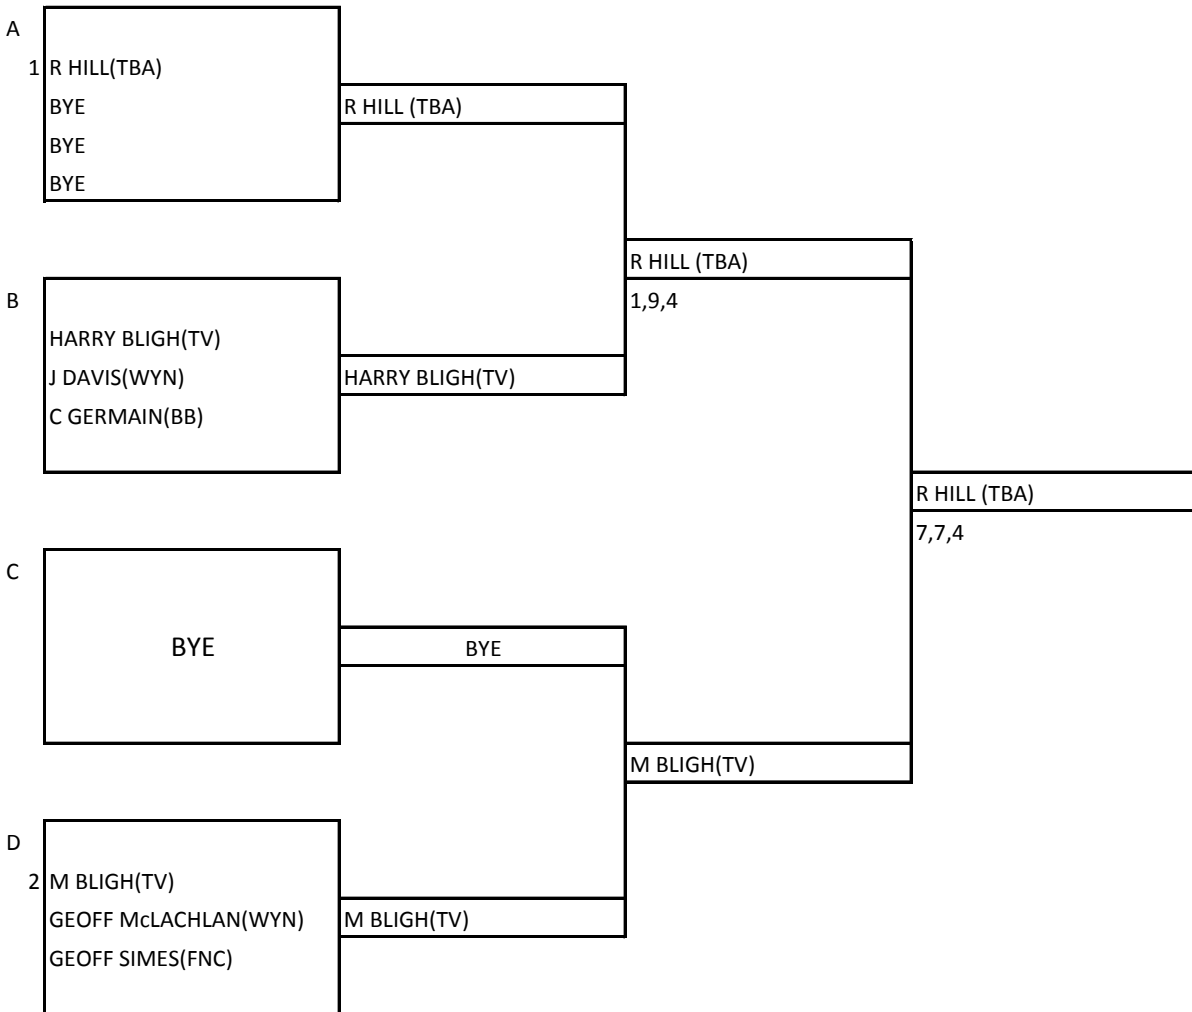 A
1 R HILL(TBA)
BYE
BYE
BYE
R HILL (TBA)
R HILL (TBA)
1,9,4
B
HARRY BLIGH(TV)
J DAVIS(WYN)
C GERMAIN(BB)
HARRY BLIGH(TV)
R HILL (TBA)
7,7,4
C
BYE
BYE
M BLIGH(TV)
D
2 M BLIGH(TV)
GEOFF McLACHLAN(WYN)
GEOFF SIMES(FNC)
M BLIGH(TV)